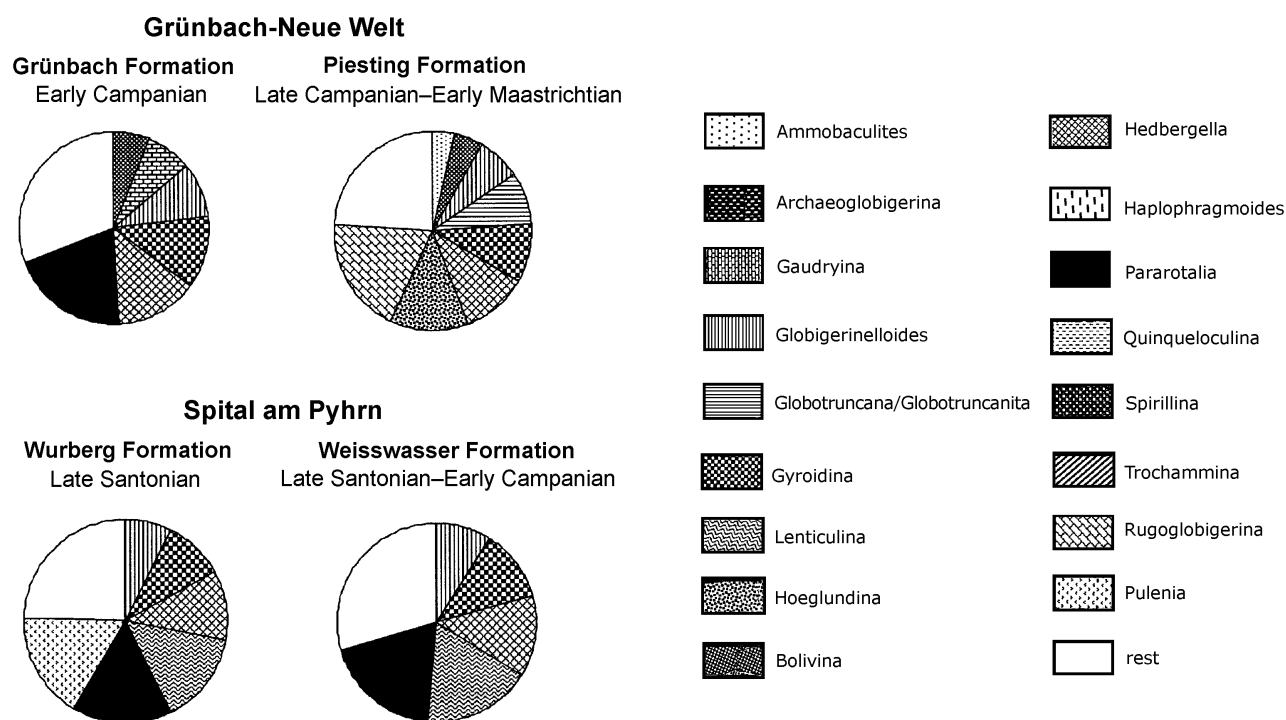 Grünbach-Neue Welt
Grünbach Formation
Early Campanian
Piesting Formation
Late Campanian–Early Maastrichtian
Spital am Pyhrn
Wurberg Formation
Late Santonian
Weisswasser Formation
Late Santonian–Early Campanian
Ammobaculites
Archaeoglobigerina
Gaudryina
Globigerinelloides
Globotruncana/Globotruncanita
Gyroidina
Lenticulina
Hoeglundina
Bolivina
Hedbergella
Haplophragmoides
Pararotalia
Quinqueloculina
Spirillina
Trochammina
Rugoglobigerina
Pulenia
rest